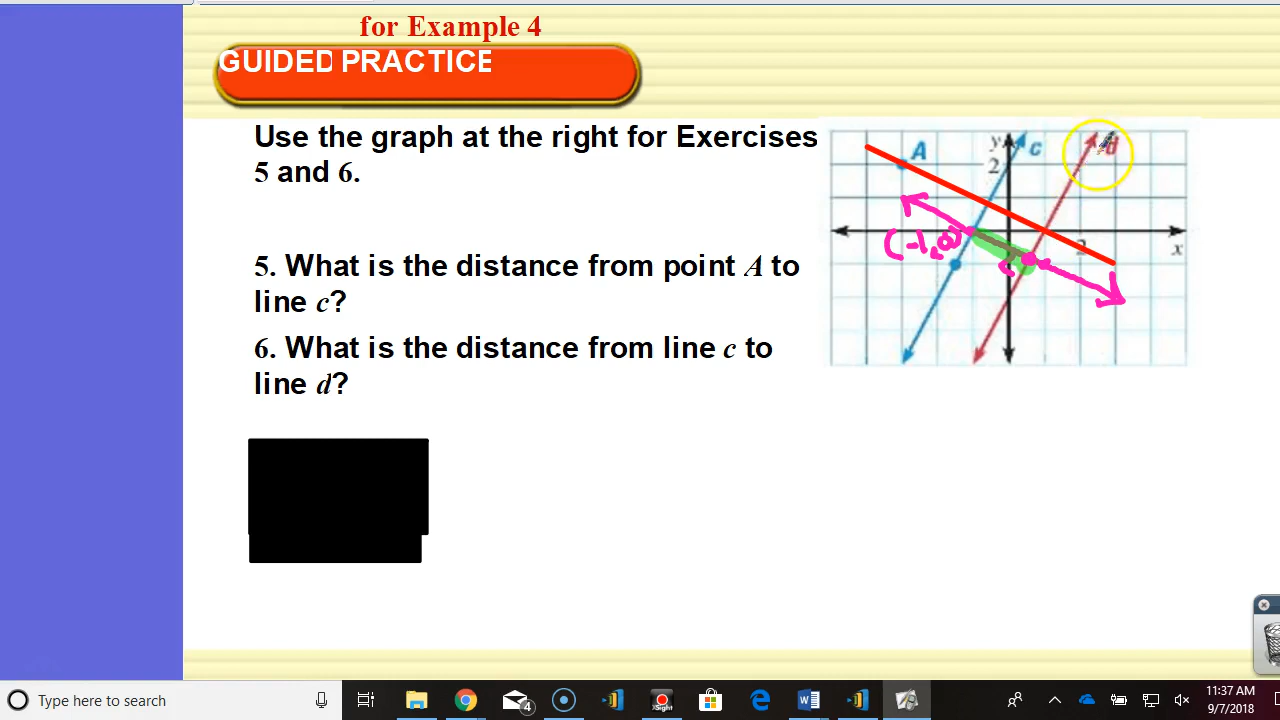 for Example 4
GUIDED PRACTICE
Use the graph at the right for Exercises
5 and 6.
5. What is the distance from point A to
line c?
6. What is the distance from line c to
line d?
A
y
c
d
2
(-1,0)
2
x
Type here to search
4
11:37 AM
9/7/2018